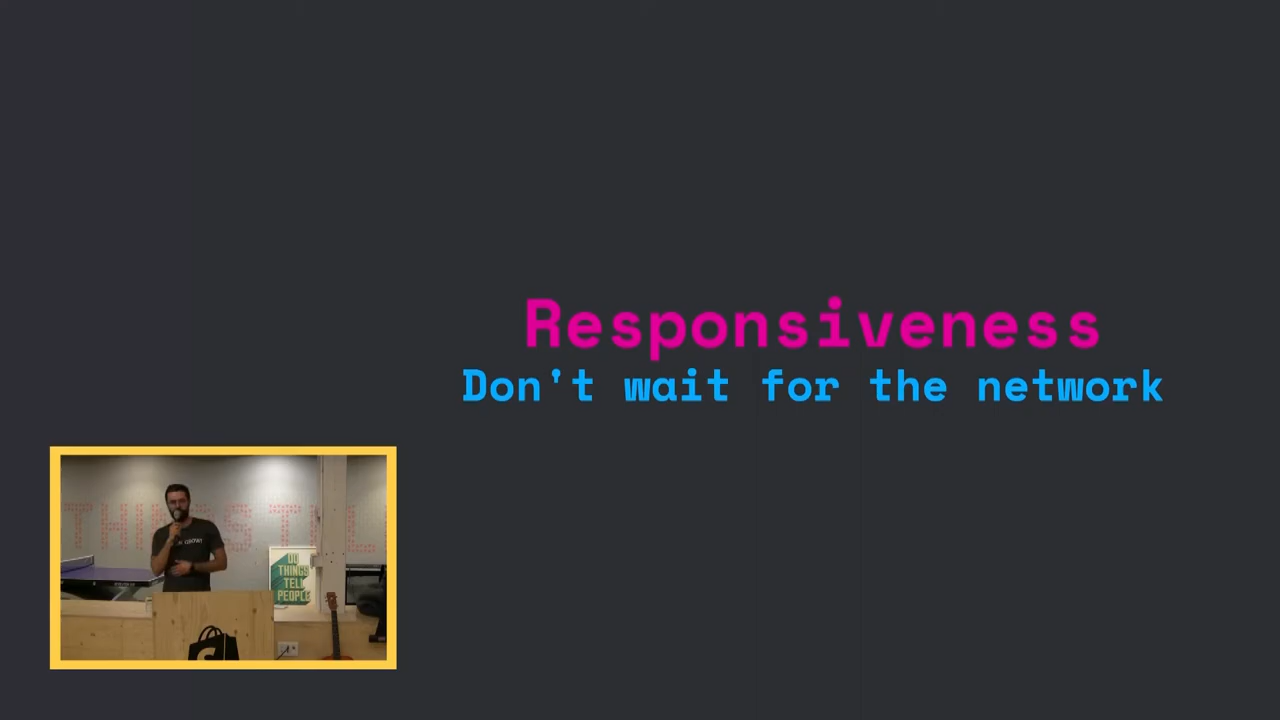 Responsiveness
Don't wait for the network
DO
THINGS
TELL
PEOPLE